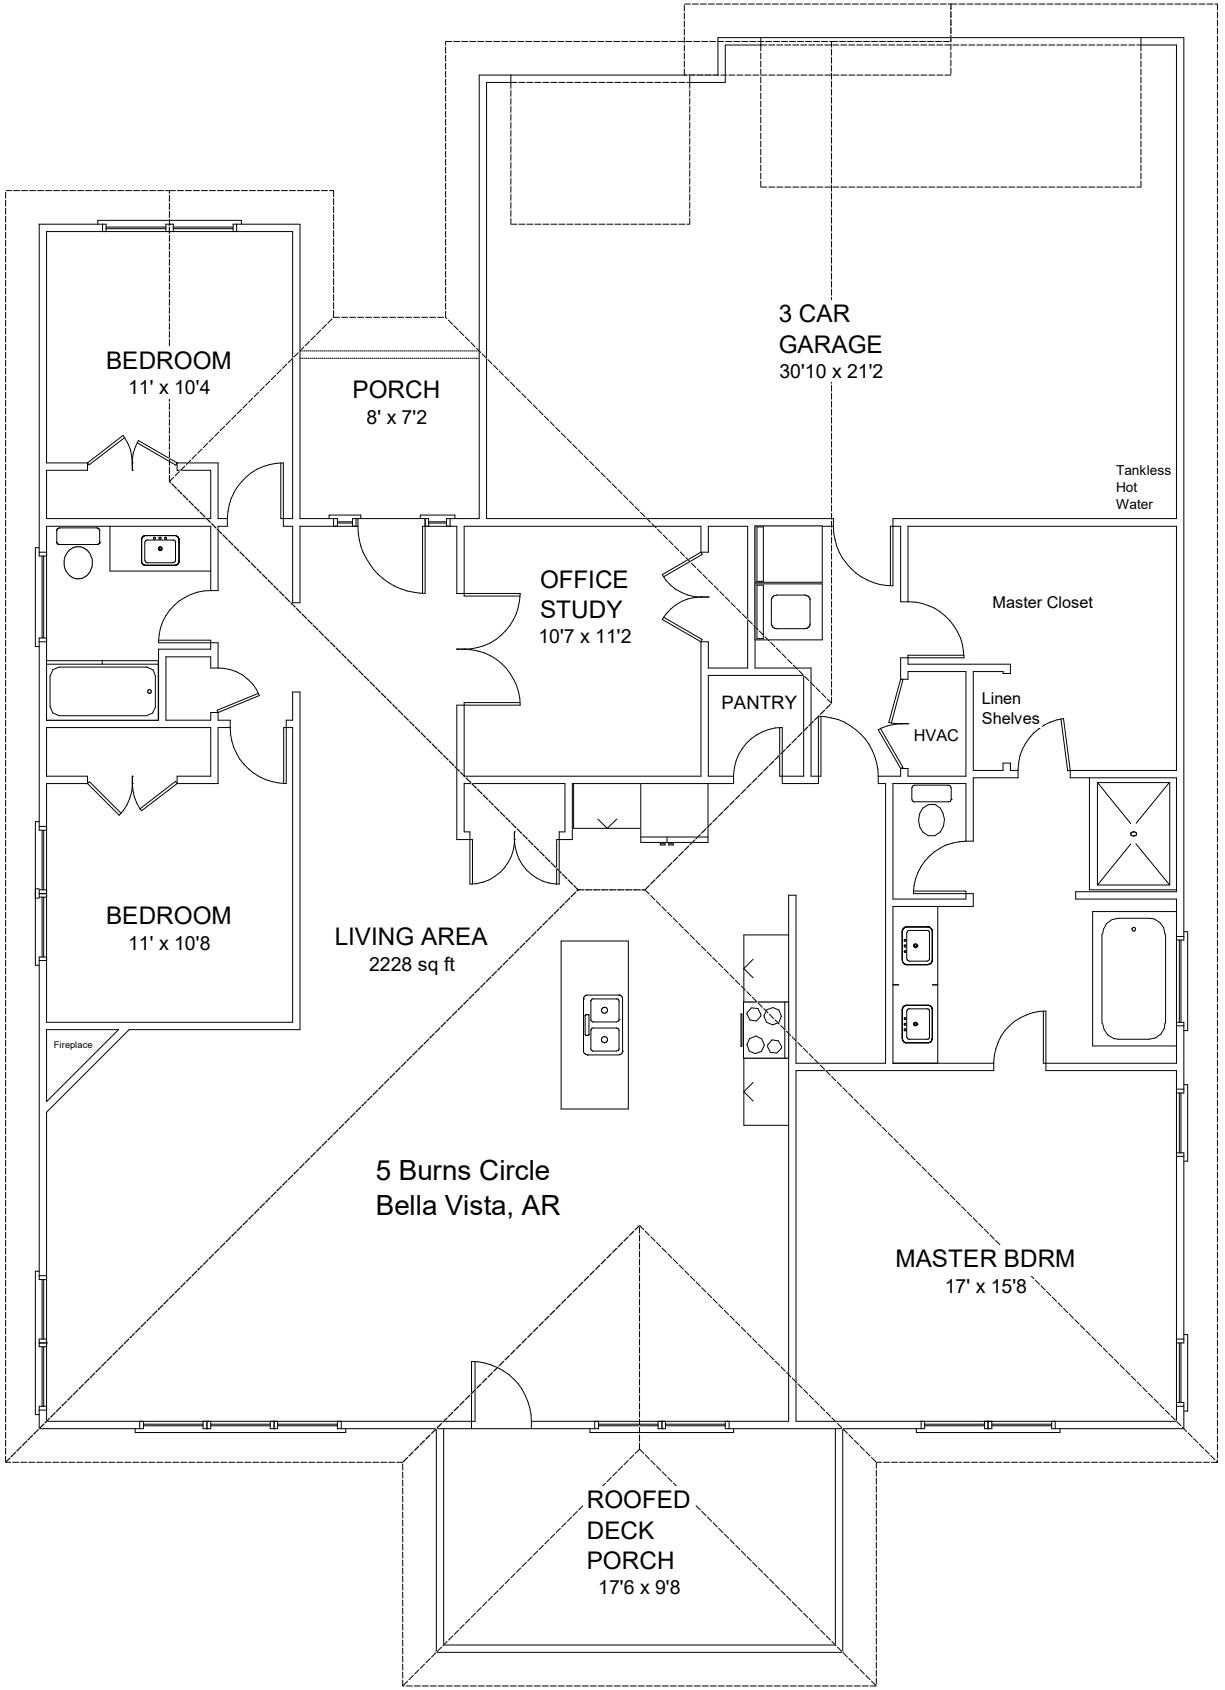 3 CAR
GARAGE
30'10 x 21'2
BEDROOM
11' x 10'4
PORCH
8' x 7'2
Tankless
Hot
Water
OFFICE
STUDY
10'7 x 11'2
Master Closet
PANTRY
Linen
Shelves
HVAC
BEDROOM
11' x 10'8
LIVING AREA
2228 sq ft
Fireplace
5 Burns Circle
Bella Vista, AR
MASTER BDRM
17' x 15'8
ROOFED
DECK
PORCH
17'6 x 9'8